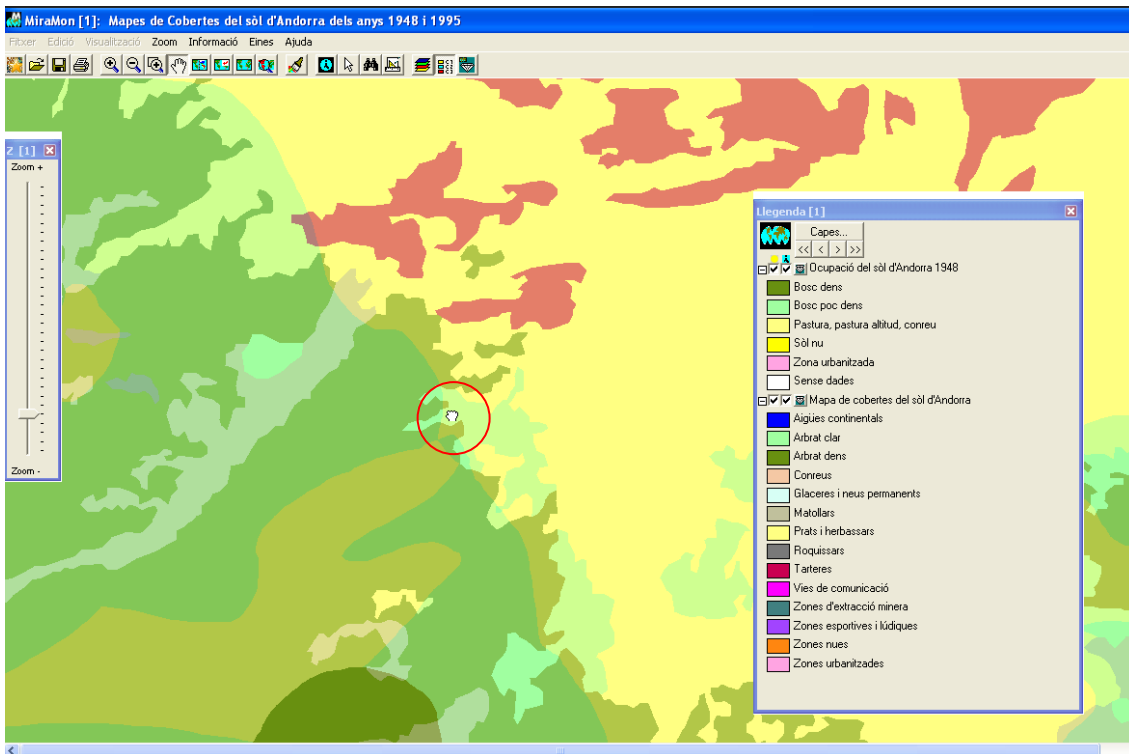 MiraMon [1]: Mapes de Cobertes del sòl d'Andorra dels anys 1948 i 1995
Fitxer Edició Visualització Zoom Informació Eines Ajuda
Z [1]
Zoom +
Zoom -
Llegenda [1]
Capes...
<< < > >>
Ocupació del sòl d'Andorra 1948
Bosc dens
Bosc poc dens
Pastura, pastura altitud, conreu
Sòl nu
Zona urbanitzada
Sense dades
Mapa de cobertes del sòl d'Andorra
Aigües continentals
Arbrat clar
Arbrat dens
Conreus
Glaceres i neus permanents
Matollars
Prats i herbassars
Roquissars
Tarteres
Vies de comunicació
Zones d'extracció minera
Zones esportives i lúdiques
Zones nues
Zones urbanitzades